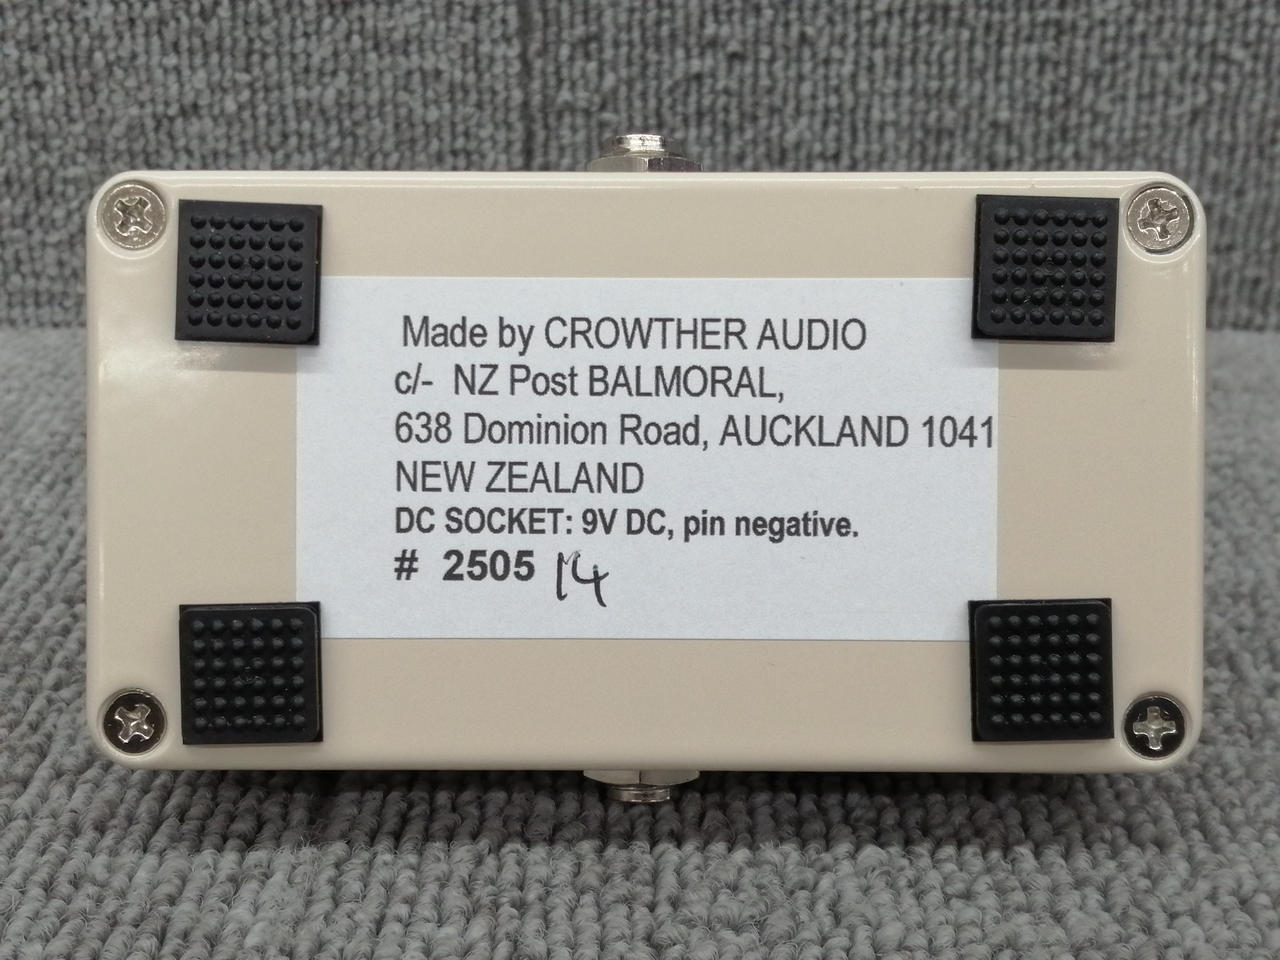 Made by CROWTHER AUDIO
c/- NZ Post BALMORAL,
638 Dominion Road, AUCKLAND 1041
NEW ZEALAND
DC SOCKET: 9V DC, pin negative.
# 2505 14